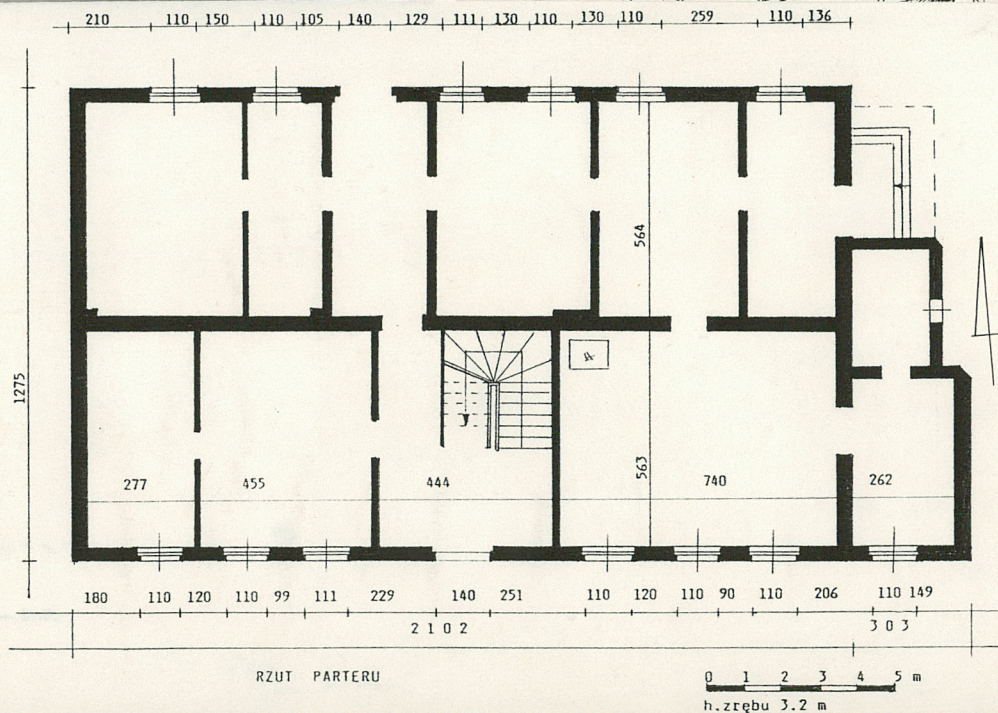 210 110 150 110 105 140 129 111 130 110 130 110 259 110 136
564
1275
277 455 444 563 740 262
180 110 120 110 99 111 229 140 251 110 120 110 90 110 206 110 149
2102 303
RZUT PARTERU
0 1 2 3 4 5 m
h.zrębu 3.2 m